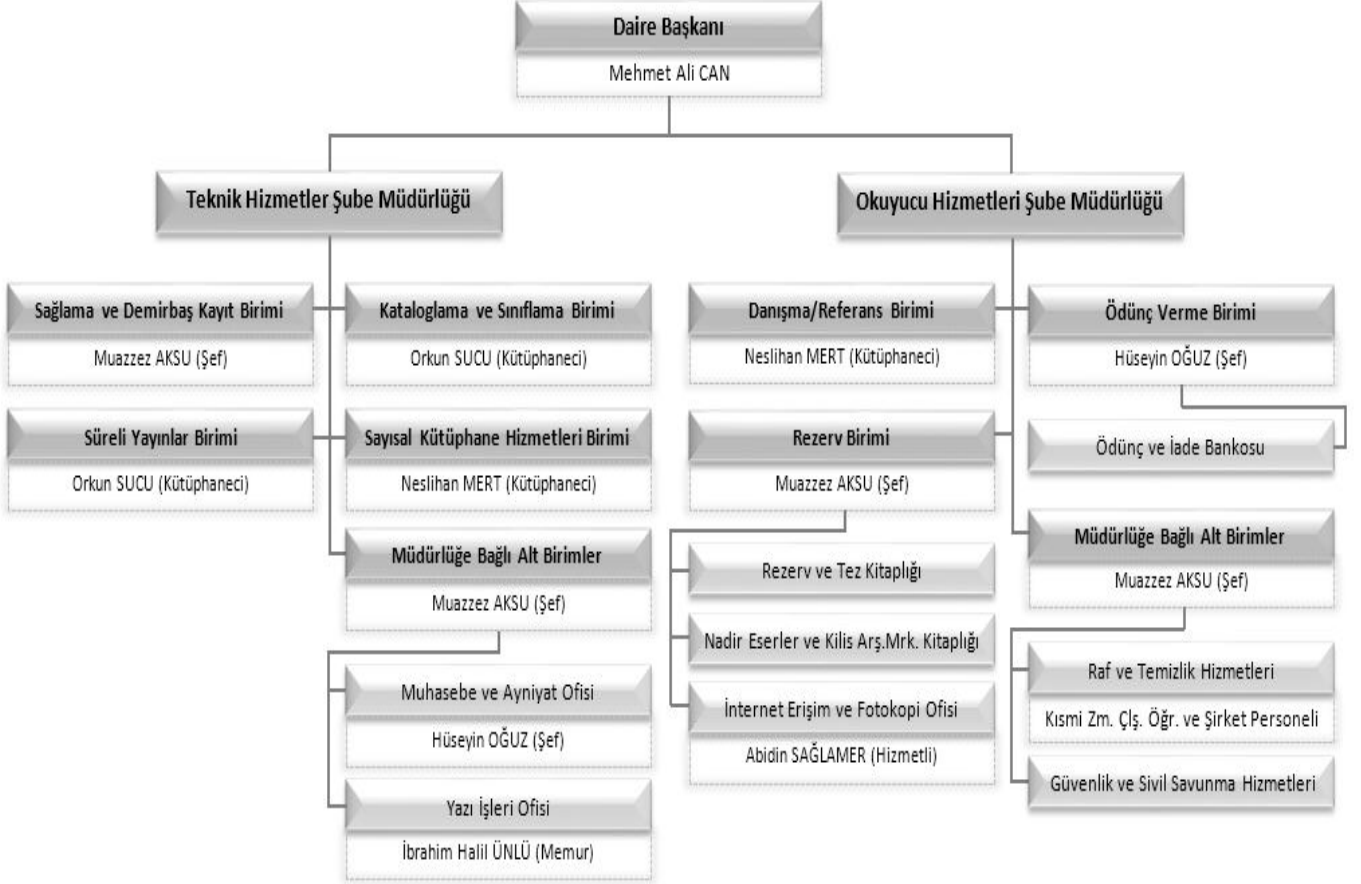 Daire Başkanı
Mehmet Ali CAN
Teknik Hizmetler Şube Müdürlüğü
Sağlama ve Demirbaş Kayıt Birimi
Muazzez AKSU (Şef)
Kataloglama ve Sınıflama Birimi
Orkun SUCU (Kütüphaneci)
Süreli Yayınlar Birimi
Orkun SUCU (Kütüphaneci)
Sayısal Kütüphane Hizmetleri Birimi
Neslihan MERT (Kütüphaneci)
Müdürlüğe Bağlı Alt Birimler
Muazzez AKSU (Şef)
Muhasebe ve Ayniyat Ofisi
Hüseyin OĞUZ (Şef)
Yazı İşleri Ofisi
İbrahim Halil ÜNLÜ (Memur)
Okuyucu Hizmetleri Şube Müdürlüğü
Danışma/Referans Birimi
Neslihan MERT (Kütüphaneci)
Ödünç Verme Birimi
Hüseyin OĞUZ (Şef)
Ödünç ve İade Bankosu
Rezerv Birimi
Muazzez AKSU (Şef)
Rezerv ve Tez Kitaplığı
Nadir Eserler ve Kilis Arş.Mrk. Kitaplığı
İnternet Erişim ve Fotokopi Ofisi
Abidin SAĞLAMER (Hizmetli)
Müdürlüğe Bağlı Alt Birimler
Muazzez AKSU (Şef)
Raf ve Temizlik Hizmetleri
Kısmi Zm. Çlş. Öğr. ve Şirket Personeli
Güvenlik ve Sivil Savunma Hizmetleri